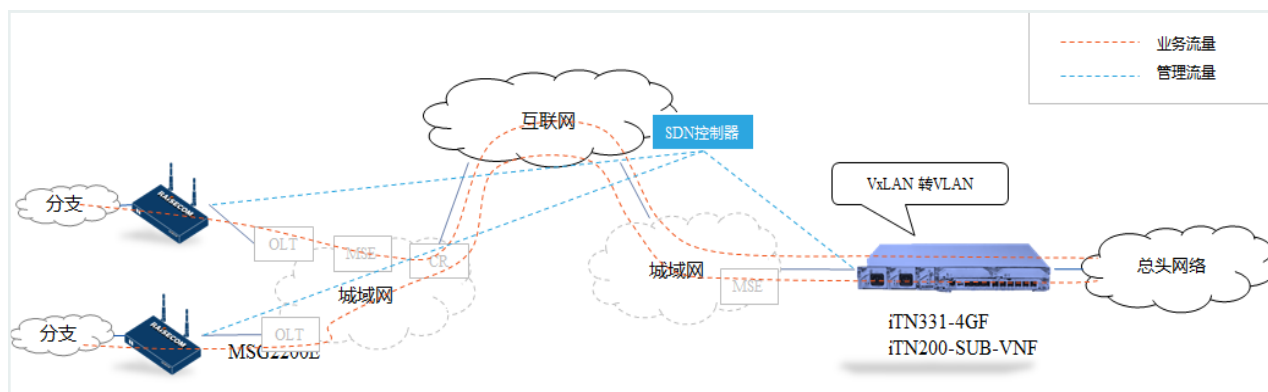 业务流量
管理流量
互联网
SDN控制器
VxLAN 转VLAN
分支
RAISECOM
OLT
MSE
CR
城域网
城域网
MSE
总头网络
分支
RAISECOM
OLT
MSG2200E
iTN331-4GF
iTN200-SUB-VNF